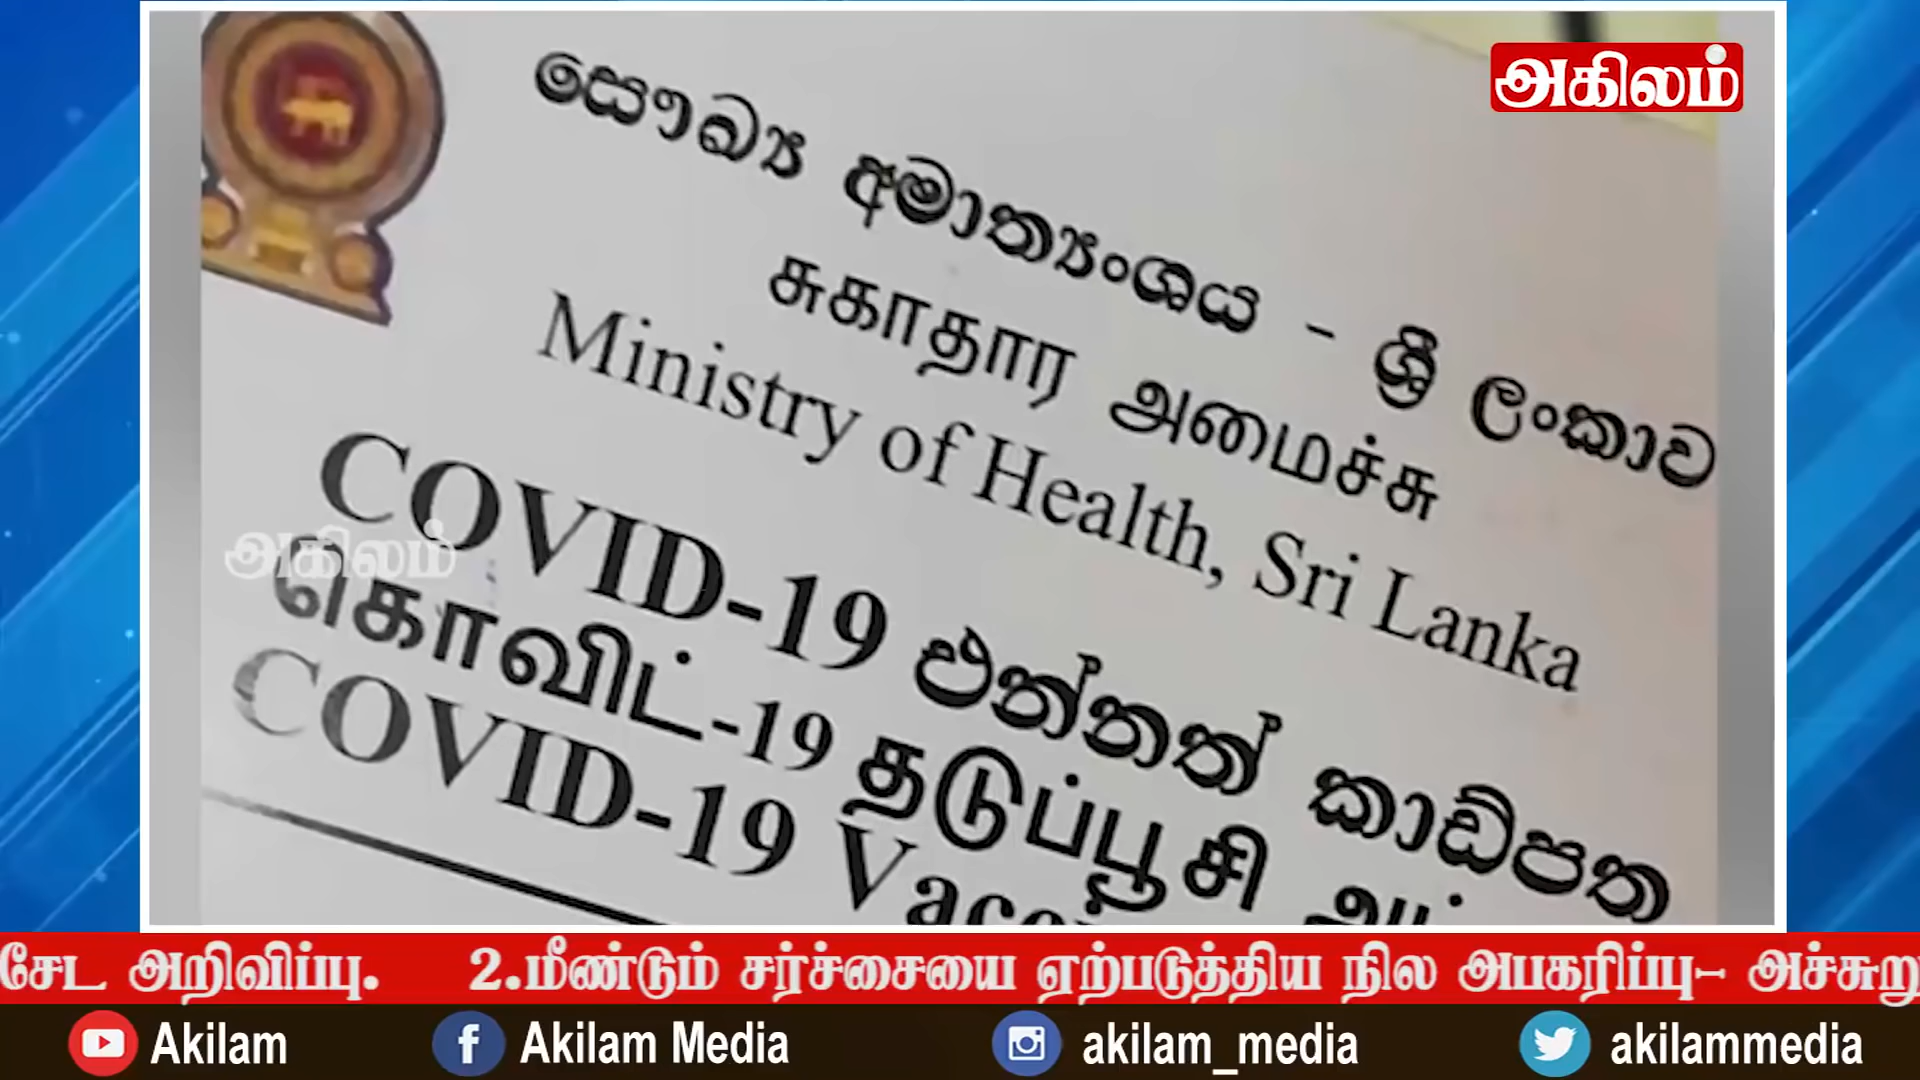 அகிலம்
සෞඛ්‍ය අමාත්‍යංශය - ශ්‍රී ලංකාව
சுகாதார அமைச்சு
Ministry of Health, Sri Lanka
COVID-19 එන්නත් කාඩ්පත
அகிலம்
கொவிட்-19 தடுப்பூசி
COVID-19
சேட அறிவிப்பு. 2.மீண்டும் சர்ச்சையை ஏற்படுத்திய நில அபகரிப்பு- அச்சுறு
Akilam Akilam Media akilam_media akilammedia